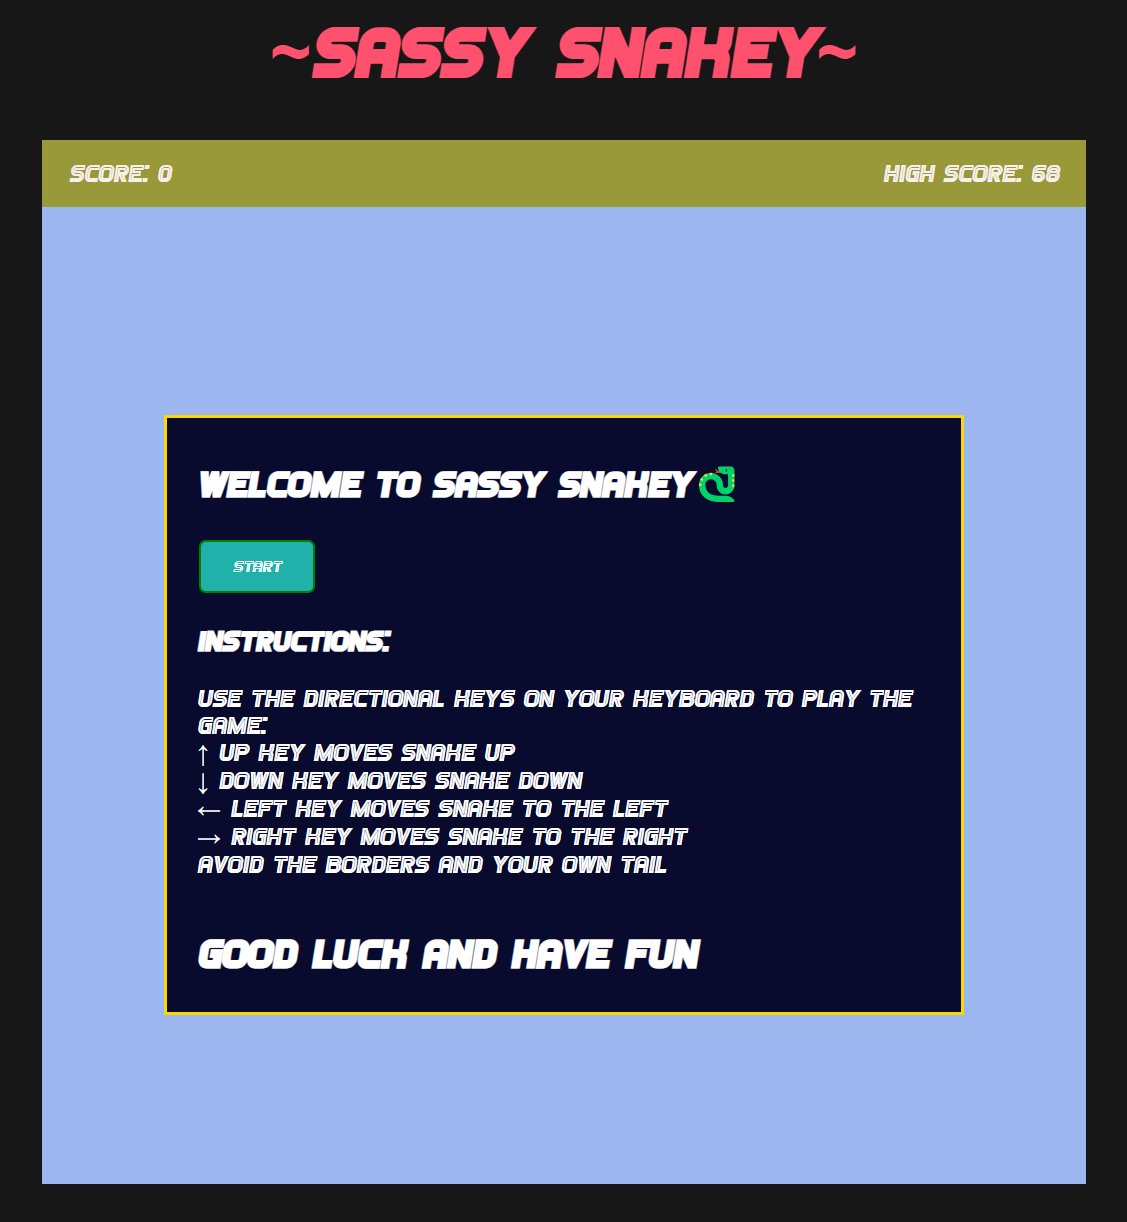 ~SASSY SNAKEY~
SCORE: 0
HIGH SCORE: 68
WELCOME TO SASSY SNAKEY🐍
START
INSTRUCTIONS:
USE THE DIRECTIONAL KEYS ON YOUR KEYBOARD TO PLAY THE
GAME:
↑ UP KEY MOVES SNAKE UP
↓ DOWN KEY MOVES SNAKE DOWN
← LEFT KEY MOVES SNAKE TO THE LEFT
→ RIGHT KEY MOVES SNAKE TO THE RIGHT
AVOID THE BORDERS AND YOUR OWN TAIL
GOOD LUCK AND HAVE FUN